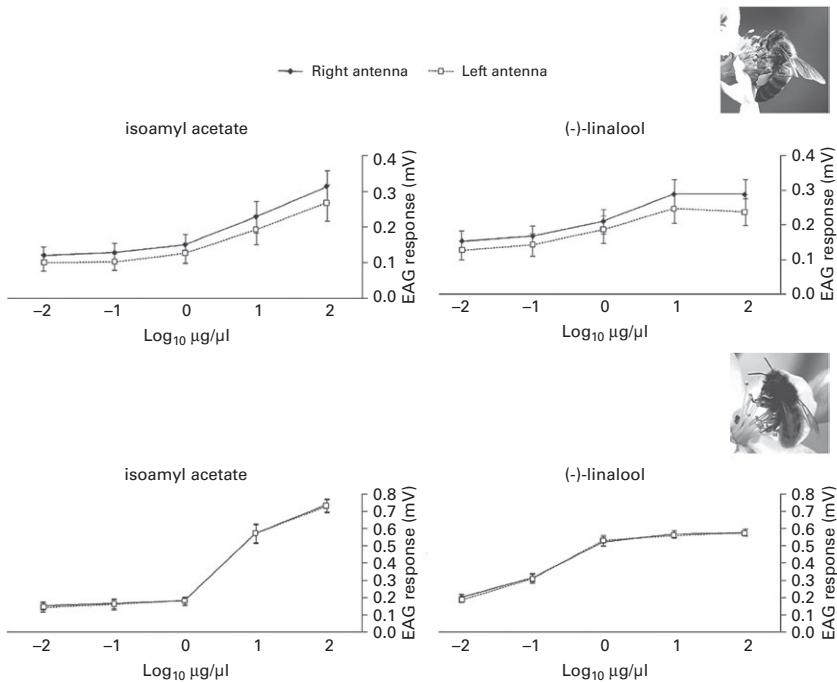 Right antenna Left antenna
isoamyl acetate
0.4
0.3
0.2
0.1
0.0
EAG response (mV)
–2 –1 0 1 2
Log10 µg/µl
(-)-linalool
0.4
0.3
0.2
0.1
0.0
EAG response (mV)
–2 –1 0 1 2
Log10 µg/µl
isoamyl acetate
0.8
0.7
0.6
0.5
0.4
0.3
0.2
0.1
0.0
EAG response (mV)
–2 –1 0 1 2
Log10 µg/µl
(-)-linalool
0.8
0.7
0.6
0.5
0.4
0.3
0.2
0.1
0.0
EAG response (mV)
–2 –1 0 1 2
Log10 µg/µl